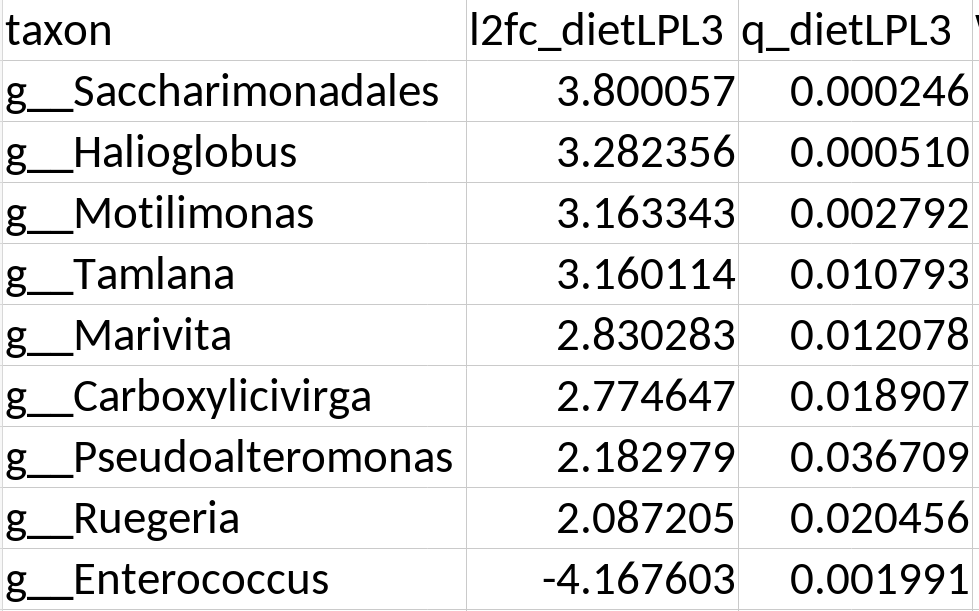 taxon l2fc_dietLPL3 q_dietLPL3
g__Saccharimonadales 3.800057 0.000246
g__Halioglobus 3.282356 0.000510
g__Motilimonas 3.163343 0.002792
g__Tamlana 3.160114 0.010793
g__Marivita 2.830283 0.012078
g__Carboxylicivirga 2.774647 0.018907
g__Pseudoalteromonas 2.182979 0.036709
g__Ruegeria 2.087205 0.020456
g__Enterococcus -4.167603 0.001991